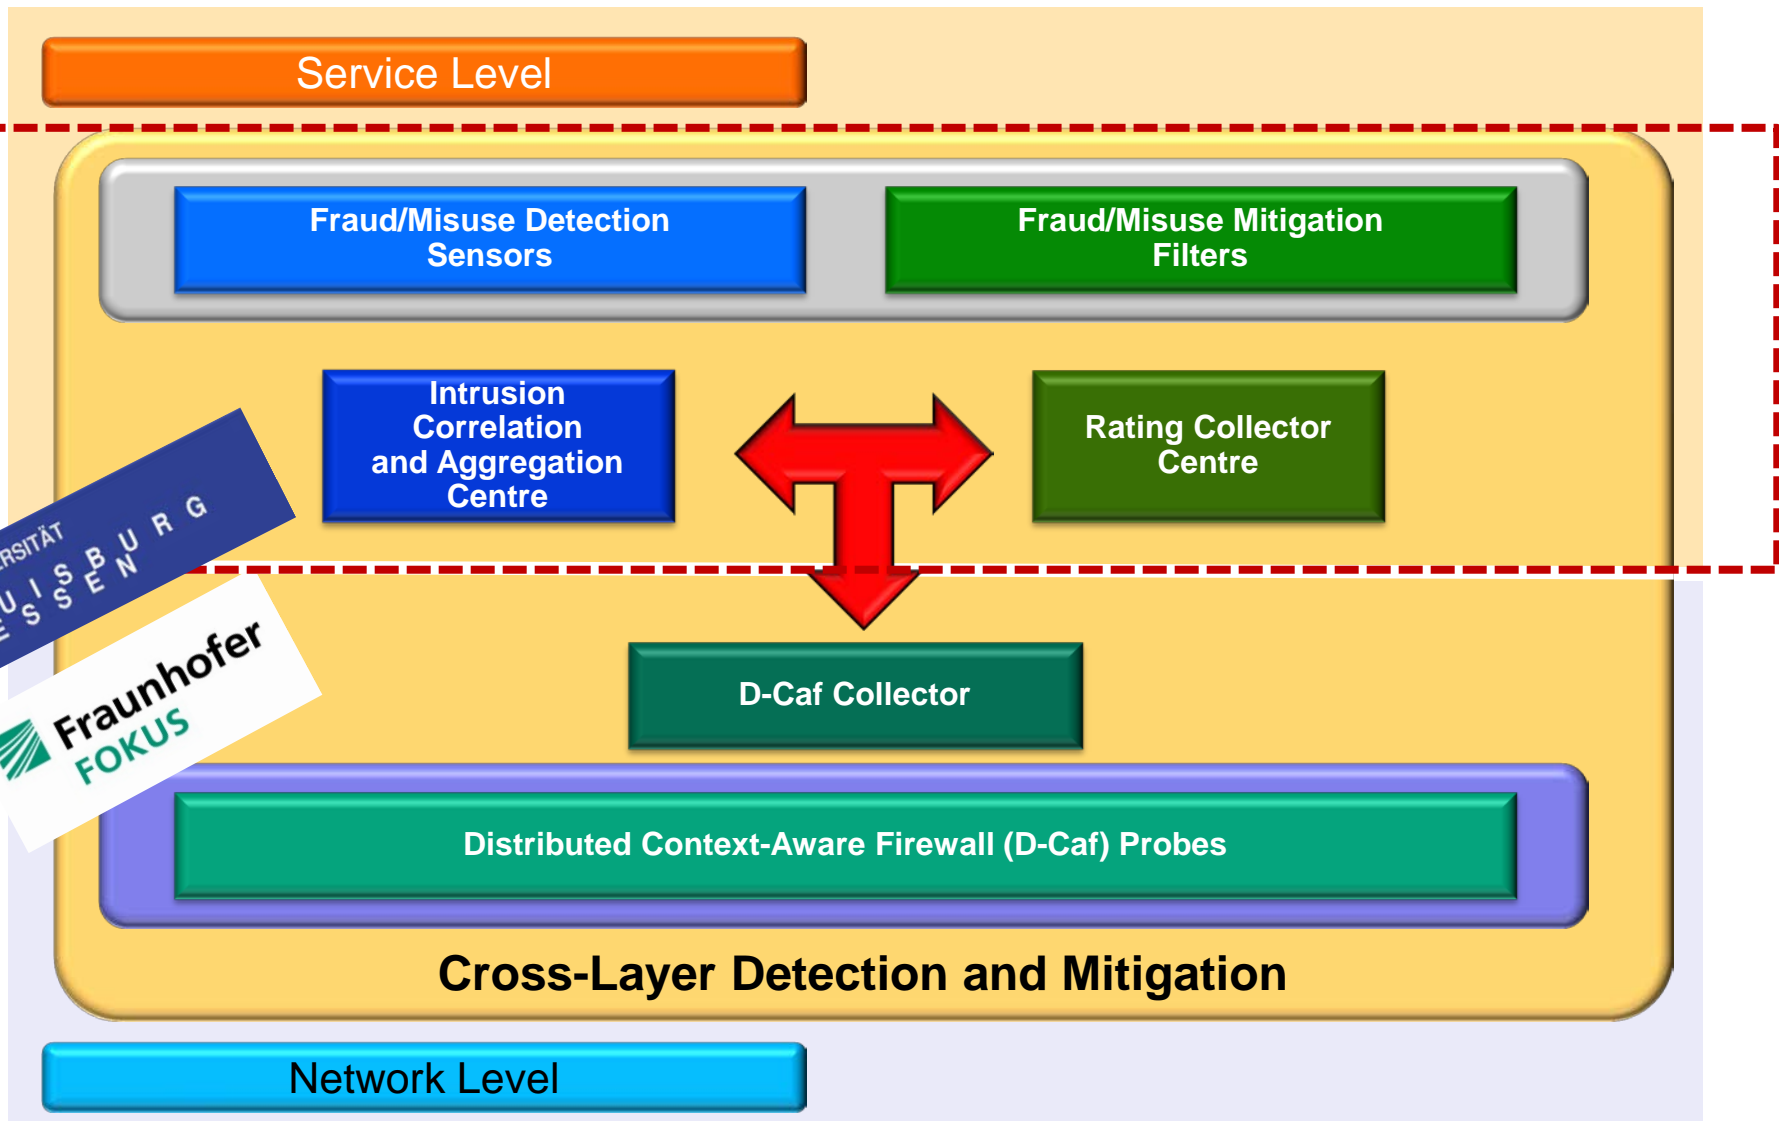 Service Level
Fraud/Misuse Detection
Sensors
Fraud/Misuse Mitigation
Filters
Intrusion
Correlation
and Aggregation
Centre
Rating Collector
Centre
D-Caf Collector
Fraunhofer
FOKUS
Distributed Context-Aware Firewall (D-Caf) Probes
Cross-Layer Detection and Mitigation
Network Level